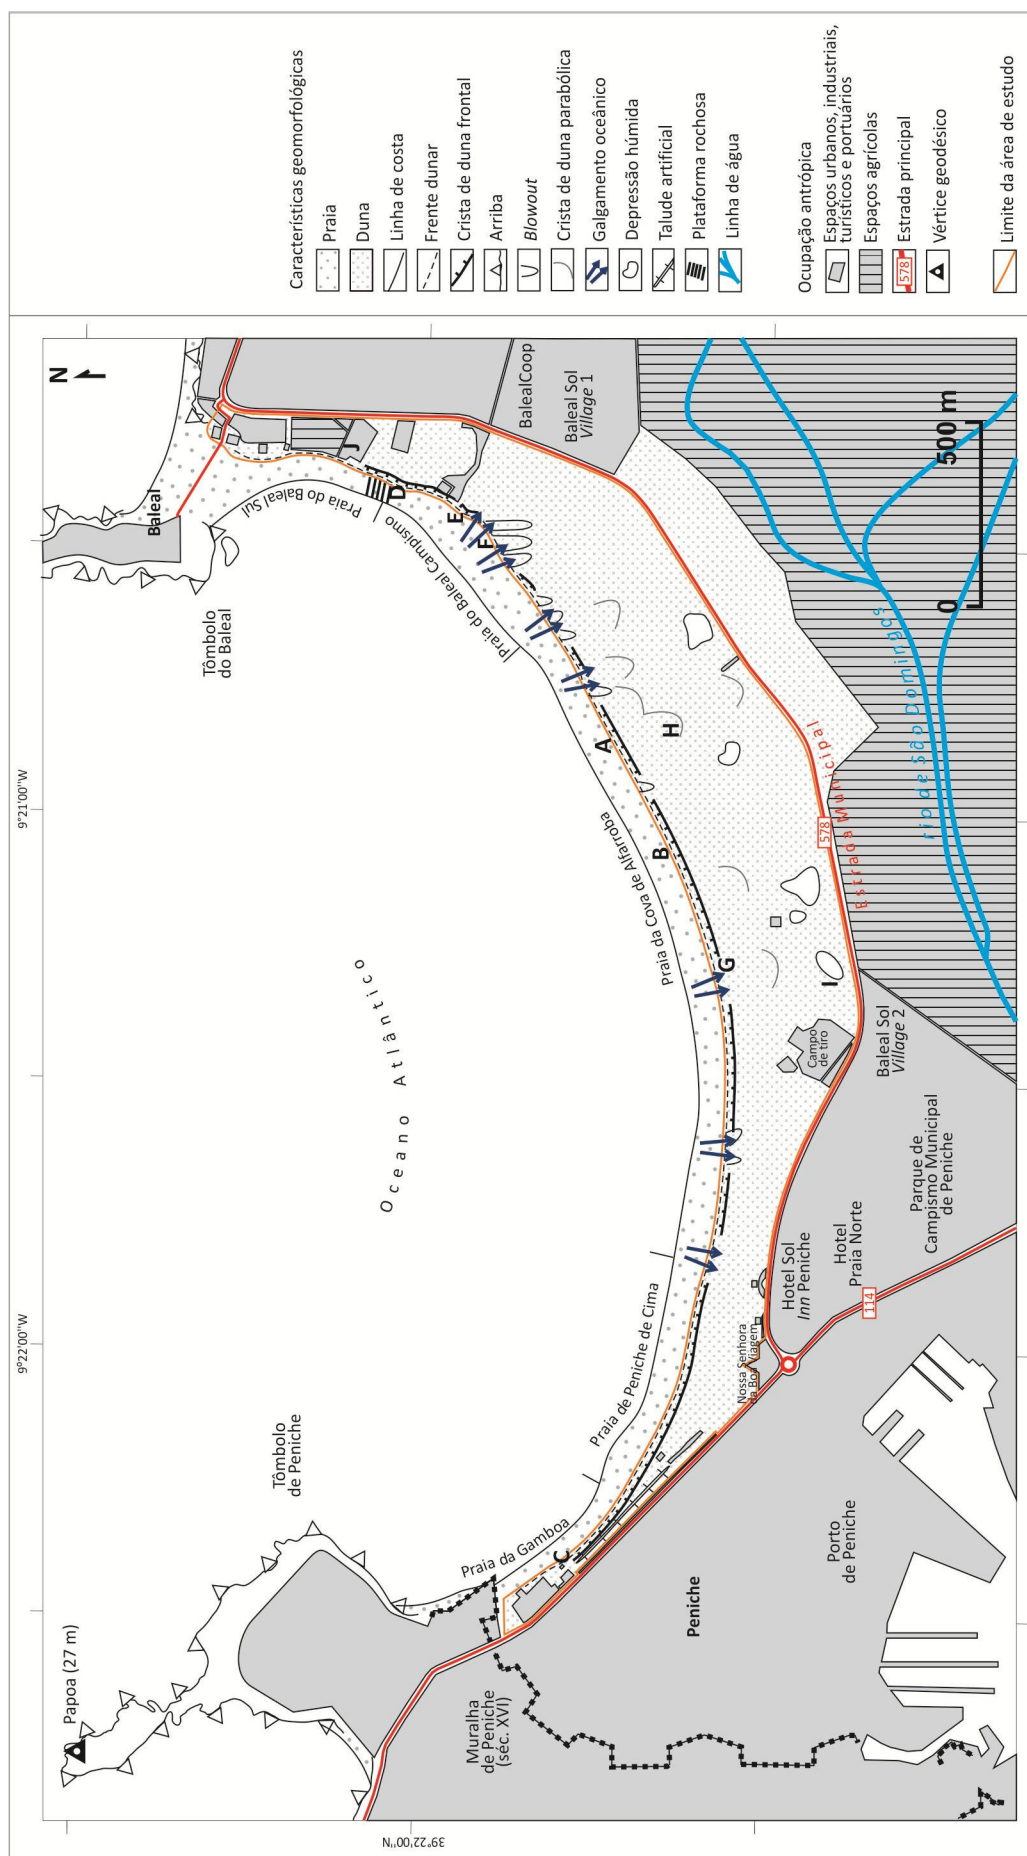 Características geomorfológicas
Praia
Duna
Linha de costa
Frente dunar
Crista de duna frontal
Arriba
Blowout
Crista de duna parabólica
Galgamento oceânico
Depressão húmida
Talude artificial
Plataforma rochosa
Linha de água
Ocupação antrópica
Espaços urbanos, industriais,
turísticos e portuários
Espaços agrícolas
578
Estrada principal
Vértice geodésico
Limite da área de estudo
N
9°22'00''W
9°21'00''W
39°22'00''N
Papoa (27 m)
Tômbolo
de Peniche
Oceano Atlântico
Tômbolo
do Baleal
Baleal
Praia da Gamboa
Praia de Peniche de Cima
Praia da Cova de Alfarroba
Praia do Baleal Campismo
Praia do Baleal Sul
A
B
C
D
E
F
G
H
I
J
Muralha
de Peniche
(séc. XVI)
Peniche
Porto
de Peniche
Nossa Senhora
da Boa Viagem
Hotel Sol
Inn Peniche
Hotel
Praia Norte
114
Parque de
Campismo Municipal
de Peniche
Campo
de tiro
Baleal Sol
Village 2
578
Estrada Municipal
rio de São Domingos
BalealCoop
Baleal Sol
Village 1
0
500 m